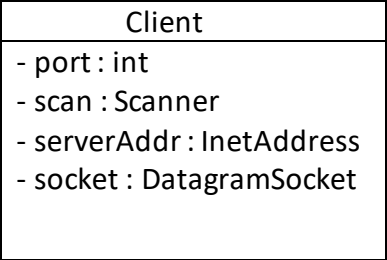 Client
- port : int
- scan : Scanner
- serverAddr : InetAddress
- socket : DatagramSocket